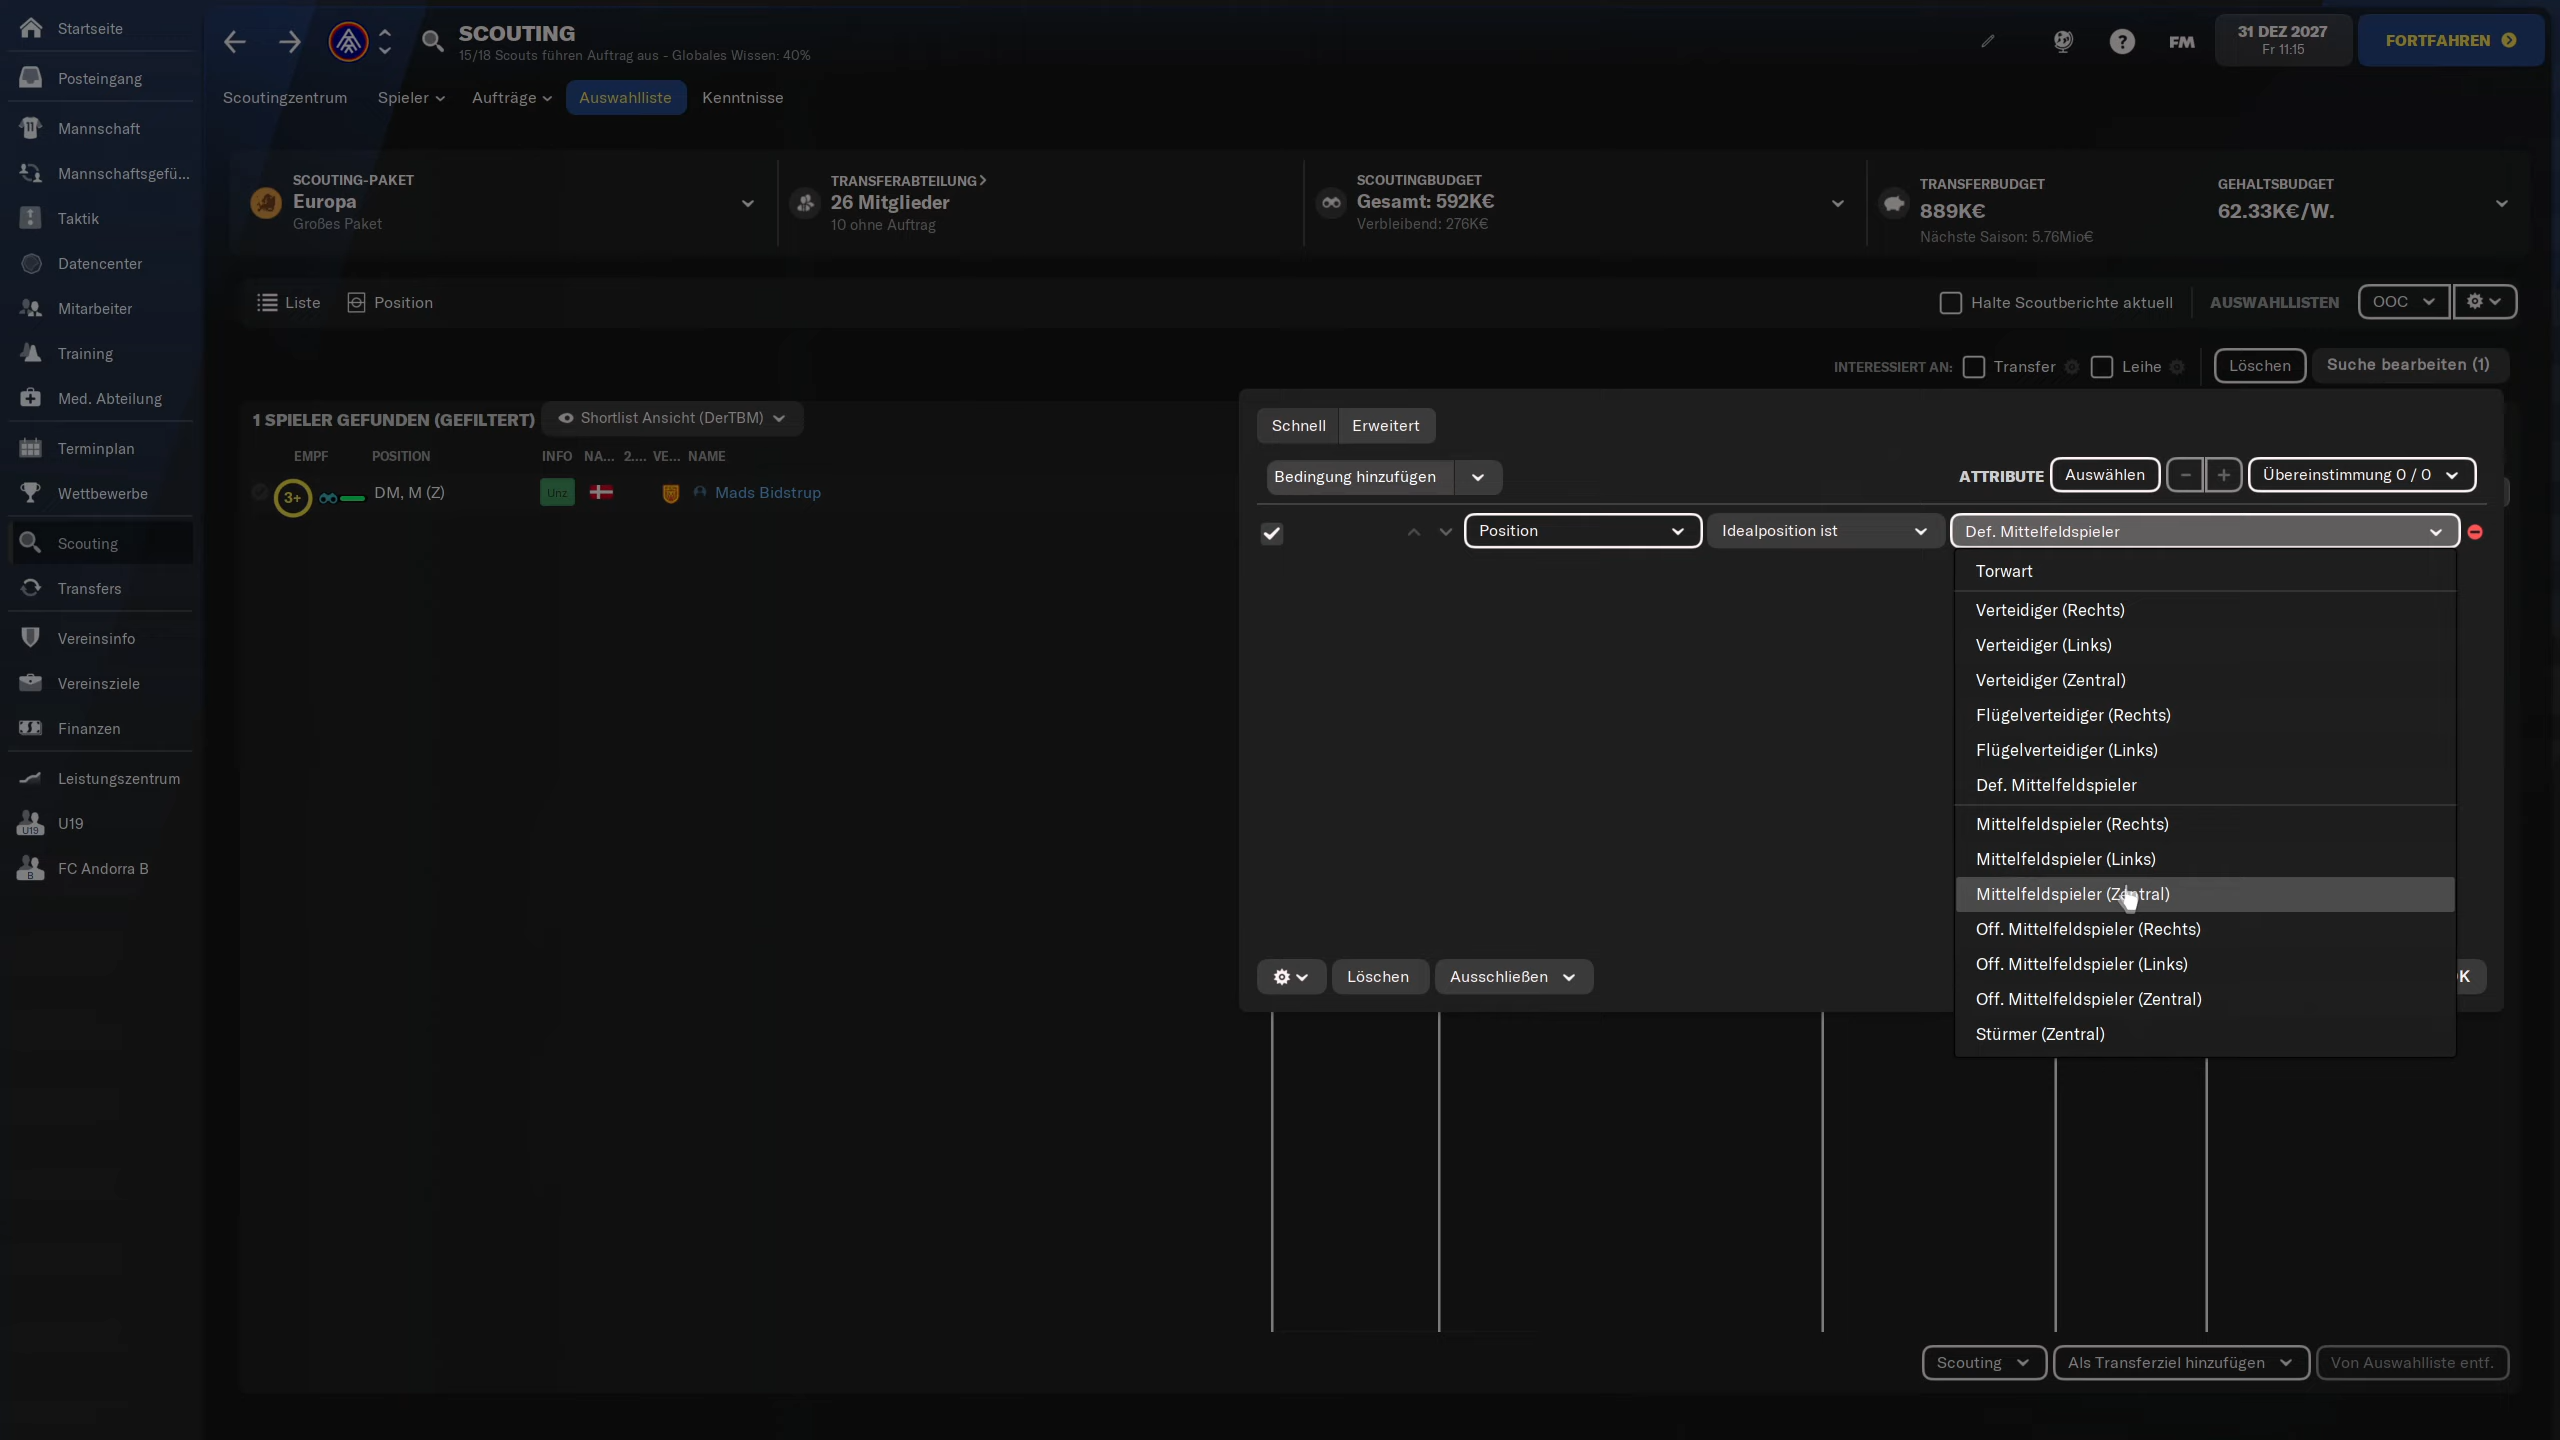 Startseite
Posteingang
Mannschaft
Mannschaftsgefü...
Taktik
Datencenter
Mitarbeiter
Training
Med. Abteilung
Terminplan
Wettbewerbe
Scouting
Transfers
Vereinsinfo
Vereinsziele
Finanzen
Leistungszentrum
U19
U19
B
FC Andorra B
SCOUTING
15/18 Scouts führen Auftrag aus - Globales Wissen: 40%
FM
31 DEZ 2027
Fr 11:15
FORTFAHREN
Scoutingzentrum Spieler Aufträge Auswahlliste Kenntnisse
SCOUTING-PAKET
Europa
Großes Paket
TRANSFERABTEILUNG
26 Mitglieder
10 ohne Auftrag
SCOUTINGBUDGET
Gesamt: 592K€
Verbleibend: 276K€
TRANSFERBUDGET
889K€
Nächste Saison: 5.76Mio€
GEHALTSBUDGET
62.33K€/W.
Liste Position Halte Scoutberichte aktuell AUSWAHLLISTEN OOC
INTERESSIERT AN: Transfer Leihe Löschen Suche bearbeiten (1)
1 SPIELER GEFUNDEN (GEFILTERT) Shortlist Ansicht (DerTBM)
EMPF POSITION INFO NA... 2.... VE... NAME
3+ DM, M (Z) Unz Mads Bidstrup
Schnell Erweitert
Bedingung hinzufügen ATTRIBUTE Auswählen - + Übereinstimmung 0 / 0
Position Idealposition ist Def. Mittelfeldspieler
Torwart
Verteidiger (Rechts)
Verteidiger (Links)
Verteidiger (Zentral)
Flügelverteidiger (Rechts)
Flügelverteidiger (Links)
Def. Mittelfeldspieler
Mittelfeldspieler (Rechts)
Mittelfeldspieler (Links)
Mittelfeldspieler (Zentral)
Off. Mittelfeldspieler (Rechts)
Off. Mittelfeldspieler (Links)
Off. Mittelfeldspieler (Zentral)
Stürmer (Zentral)
Löschen Ausschließen K
Scouting Als Transferziel hinzufügen Von Auswahlliste entf.